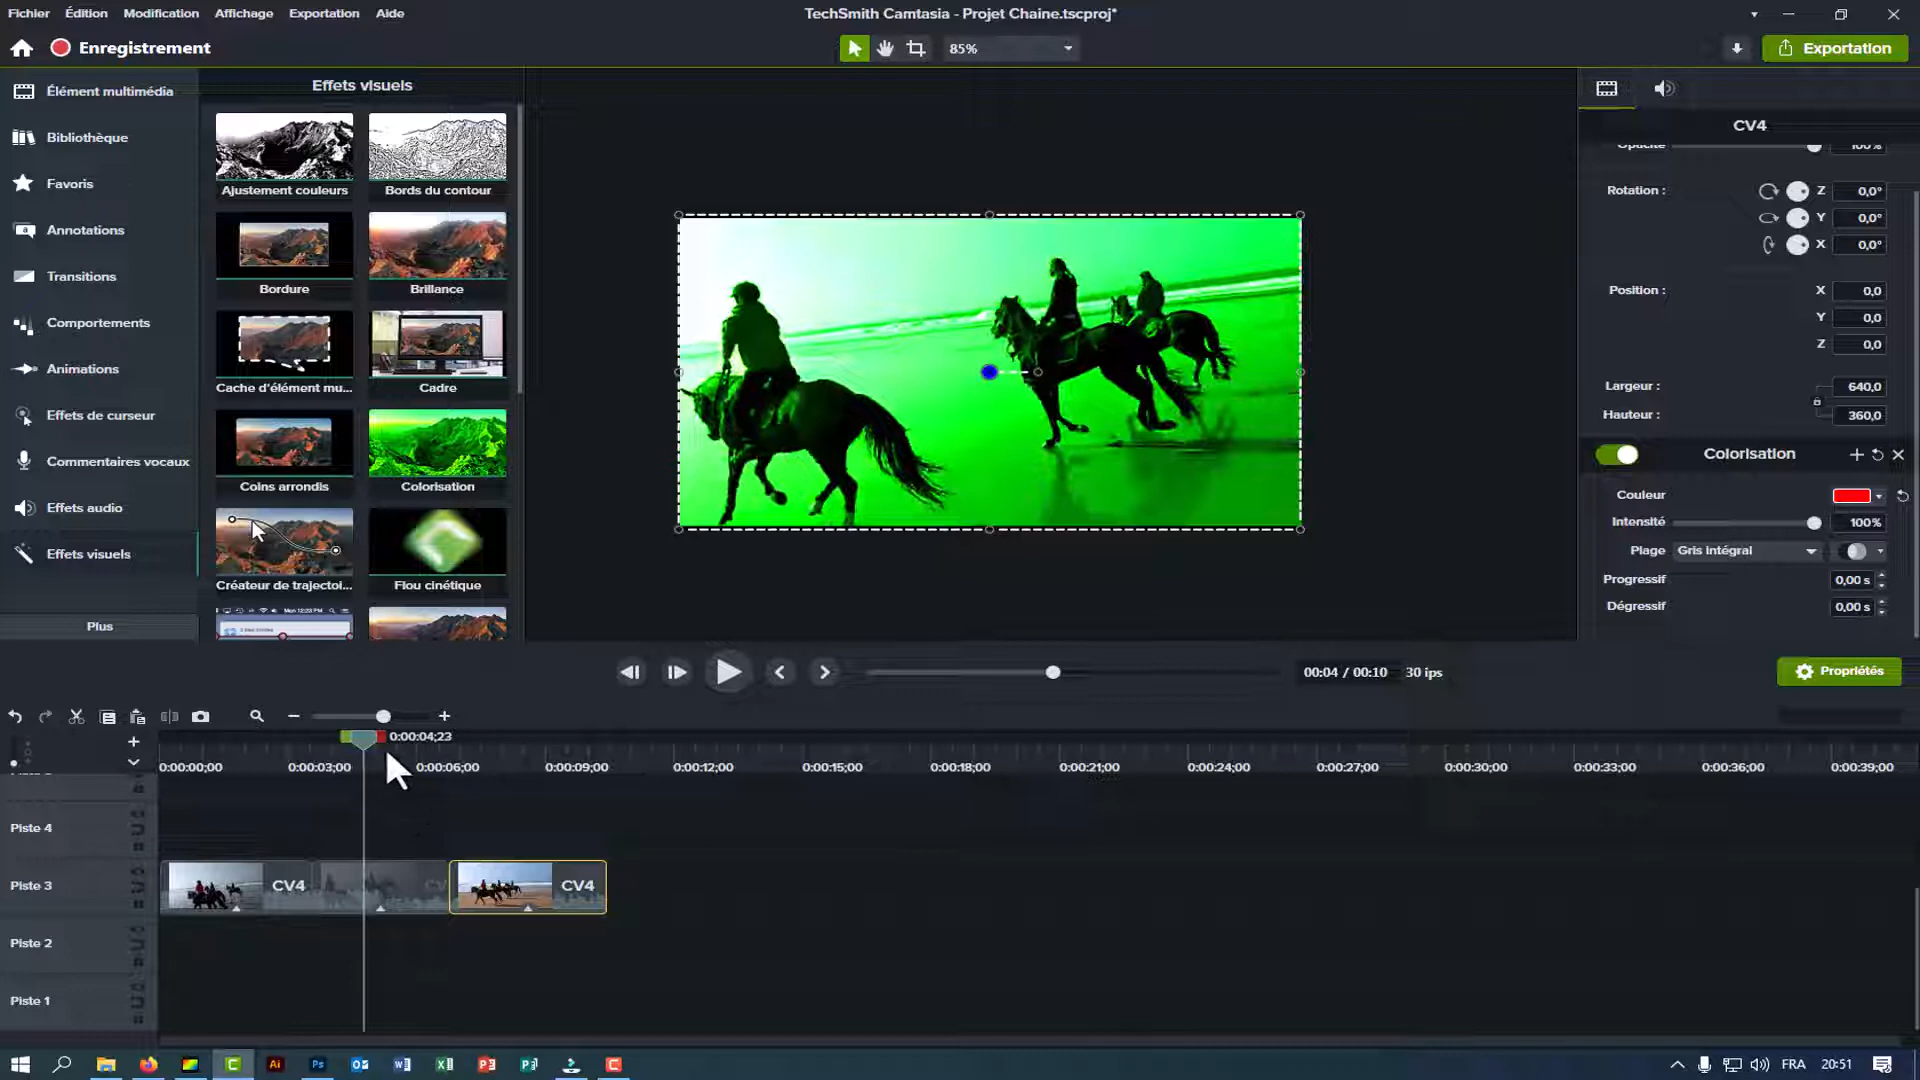 Fichier Édition Modification Affichage Exportation Aide
TechSmith Camtasia - Projet Chaine.tscproj*
Enregistrement
85%
Exportation
Élément multimédia
Bibliothèque
Favoris
Annotations
Transitions
Comportements
Animations
Effets de curseur
Commentaires vocaux
Effets audio
Effets visuels
Plus
Effets visuels
Ajustement couleurs
Bords du contour
Bordure
Brillance
Cache d'élément mu...
Cadre
Coins arrondis
Colorisation
Créateur de trajectoi...
Flou cinétique
CV4
Opacité 100%
Rotation : Z 0,0°
Y 0,0°
X 0,0°
Position : X 0,0
Y 0,0
Z 0,0
Largeur : 640,0
Hauteur : 360,0
Colorisation
Couleur
Intensité 100%
Plage Gris intégral
Progressif 0,00 s
Dégressif 0,00 s
00:04 / 00:10 30 ips
Propriétés
0:00:04;23
0:00:00;00 0:00:03;00 0:00:06;00 0:00:09;00 0:00:12;00 0:00:15;00 0:00:18;00 0:00:21;00 0:00:24;00 0:00:27;00 0:00:30;00 0:00:33;00 0:00:36;00 0:00:39;00
Piste 4
Piste 3
CV4 CV CV4
Piste 2
Piste 1
FRA 20:51